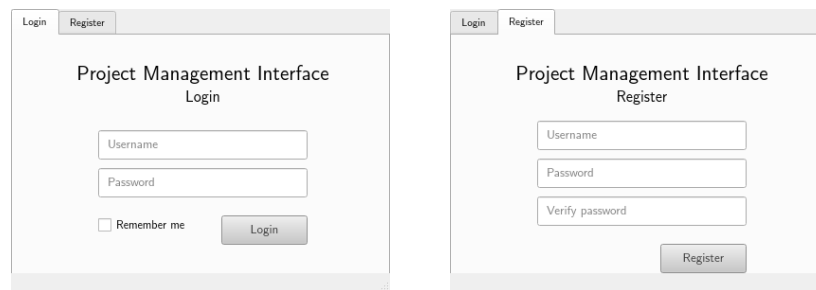 Login Register
Project Management Interface
Login
Username
Password
Remember me Login
Login Register
Project Management Interface
Register
Username
Password
Verify password
Register